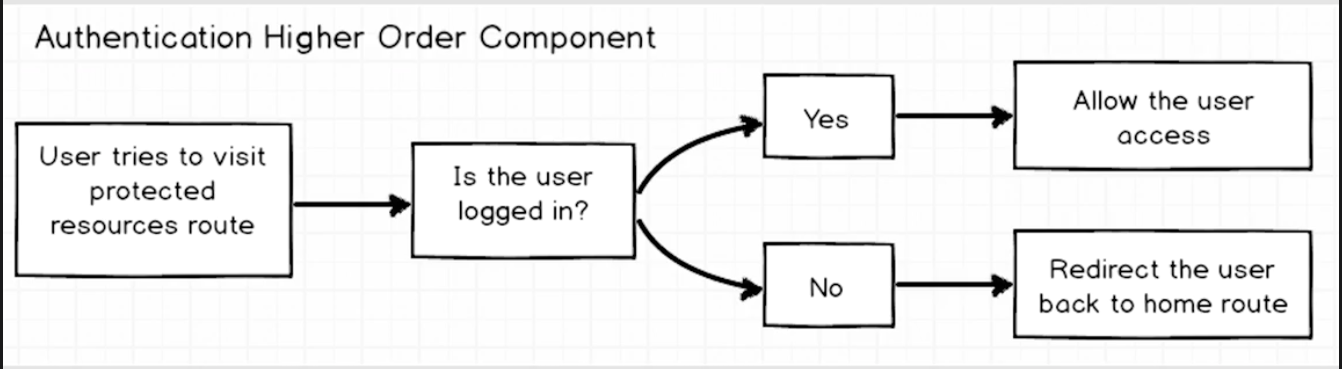 Authentication Higher Order Component
User tries to visit
protected
resources route
Is the user
logged in?
Yes
Allow the user
access
No
Redirect the user
back to home route